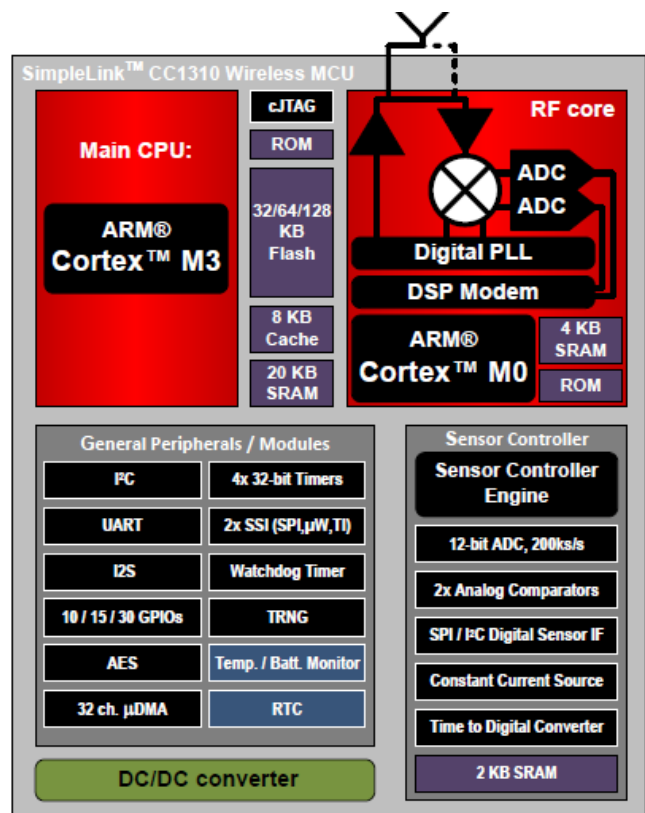 SimpleLink™ CC1310 Wireless MCU
Main CPU:
ARM®
Cortex™ M3
cJTAG
ROM
32/64/128
KB
Flash
8 KB
Cache
20 KB
SRAM
RF core
ADC
ADC
Digital PLL
DSP Modem
ARM®
Cortex™ M0
4 KB
SRAM
ROM
General Peripherals / Modules
I²C
4x 32-bit Timers
UART
2x SSI (SPI,µW,TI)
I2S
Watchdog Timer
10 / 15 / 30 GPIOs
TRNG
AES
Temp. / Batt. Monitor
32 ch. µDMA
RTC
Sensor Controller
Sensor Controller
Engine
12-bit ADC, 200ks/s
2x Analog Comparators
SPI / I²C Digital Sensor IF
Constant Current Source
Time to Digital Converter
2 KB SRAM
DC/DC converter